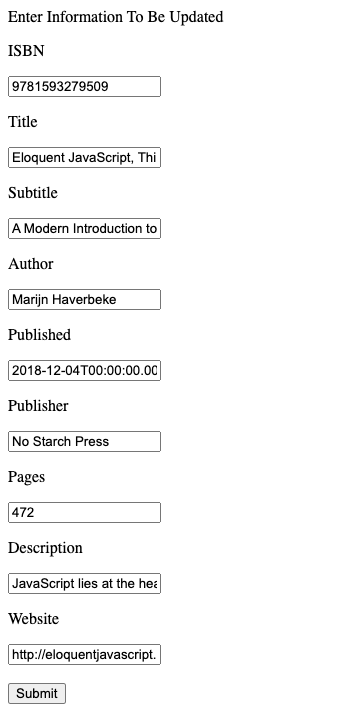 Enter Information To Be Updated
ISBN
9781593279509
Title
Eloquent JavaScript, Thi
Subtitle
A Modern Introduction to
Author
Marijn Haverbeke
Published
2018-12-04T00:00:00.00
Publisher
No Starch Press
Pages
472
Description
JavaScript lies at the hea
Website
http://eloquentjavascript.
Submit